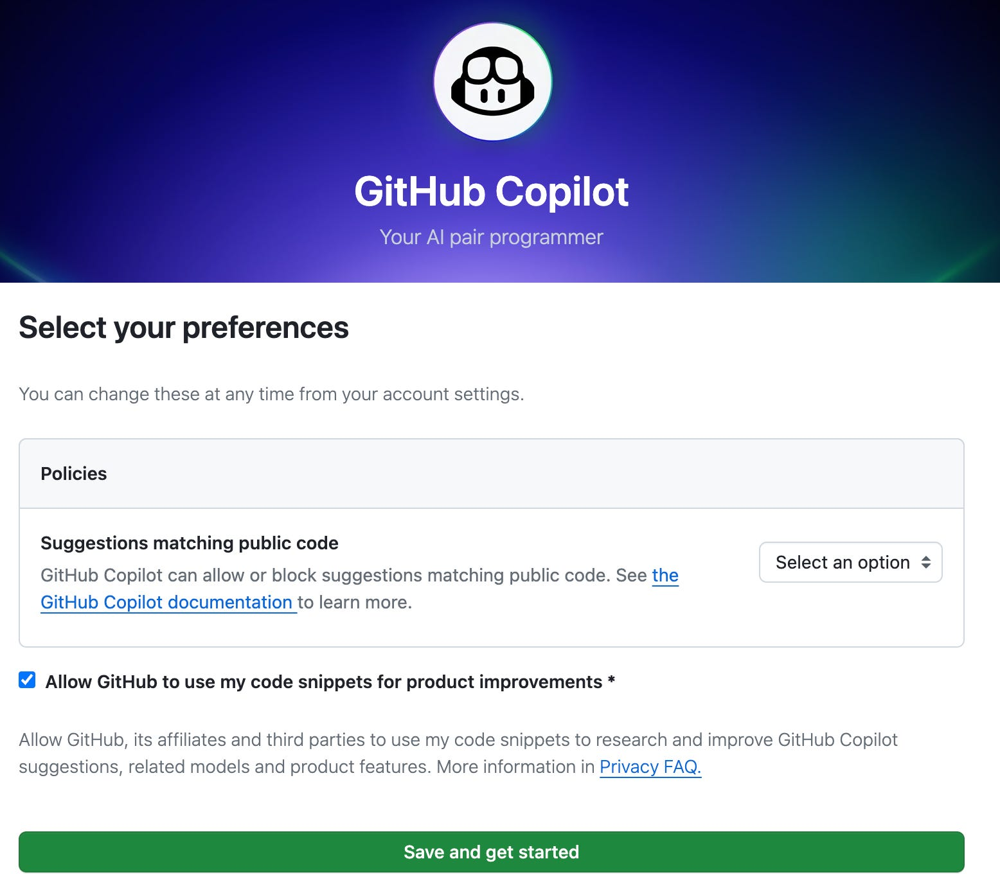 GitHub Copilot
Your AI pair programmer
Select your preferences
You can change these at any time from your account settings.
Policies
Suggestions matching public code
GitHub Copilot can allow or block suggestions matching public code. See the
GitHub Copilot documentation to learn more.
Select an option
Allow GitHub to use my code snippets for product improvements *
Allow GitHub, its affiliates and third parties to use my code snippets to research and improve GitHub Copilot
suggestions, related models and product features. More information in Privacy FAQ.
Save and get started